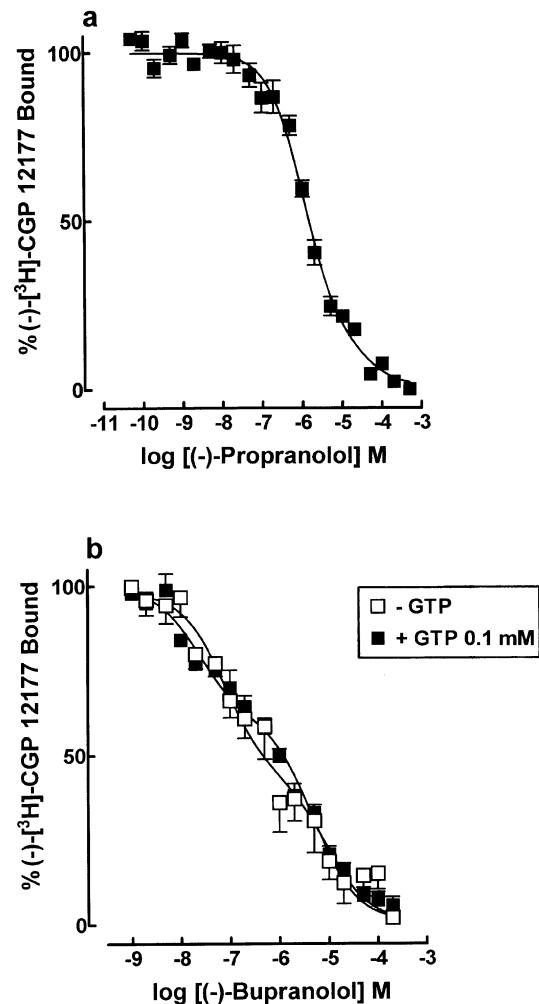 a
%(-)-[³H]-CGP 12177 Bound
100
50
0
-11 -10 -9 -8 -7 -6 -5 -4 -3
log [(-)-Propranolol] M
b
%(-)-[³H]-CGP 12177 Bound
100
50
0
- GTP
+ GTP 0.1 mM
-9 -8 -7 -6 -5 -4 -3
log [(-)-Bupranolol] M